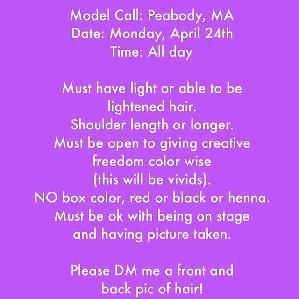 Model Call: Peabody, MA
Date: Monday, April 24th
Time: All day
Must have light or able to be
lightened hair.
Shoulder length or longer.
Must be open to giving creative
freedom color wise
(this will be vivids).
NO box color, red or black or henna.
Must be ok with being on stage
and having picture taken.
Please DM me a front and
back pic of hair!